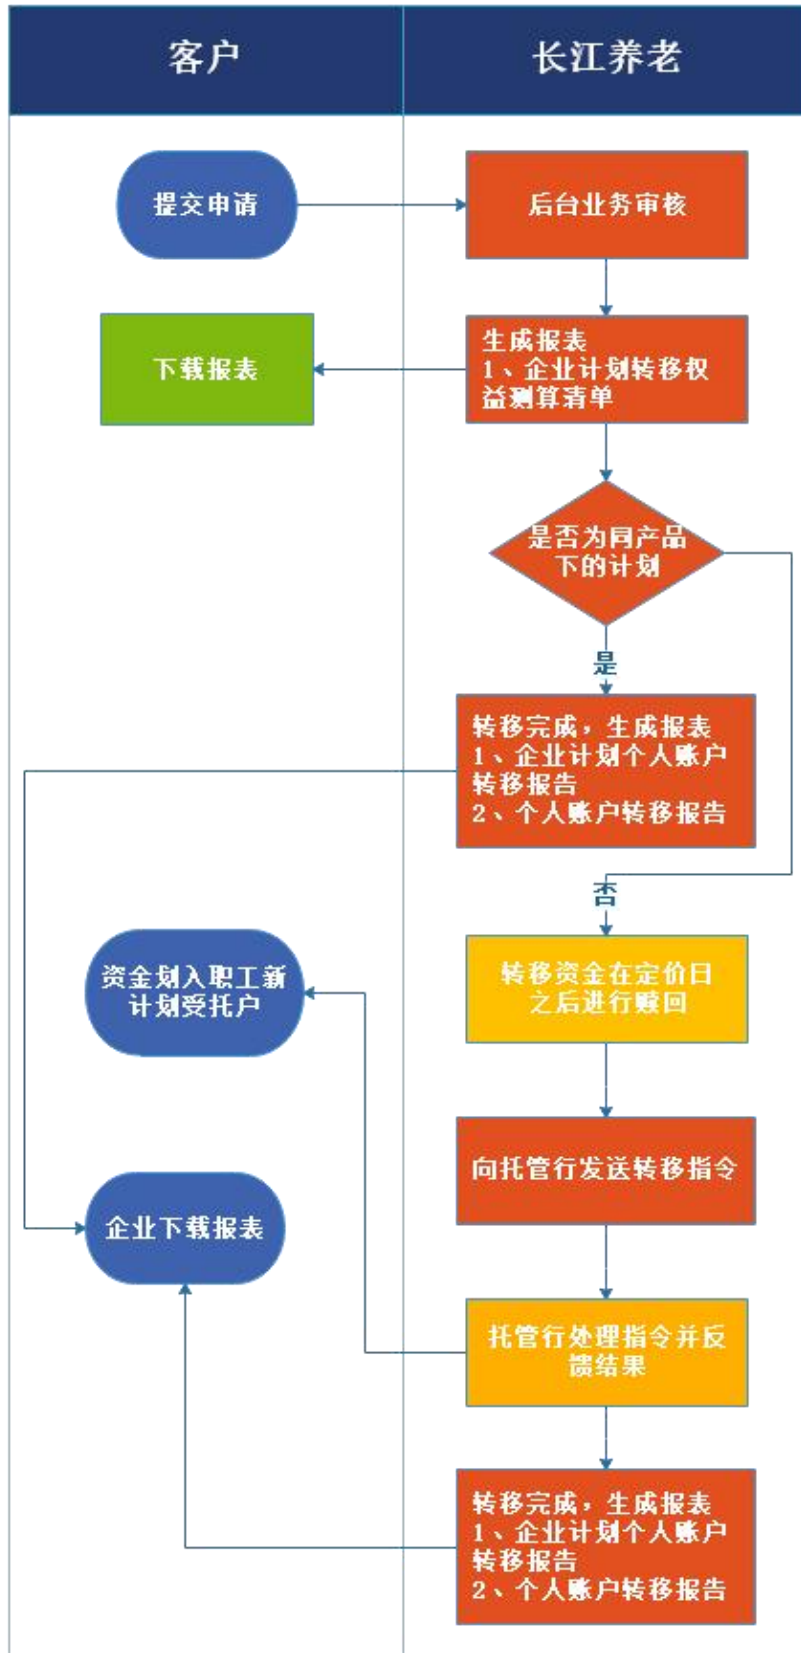 客户
长江养老
提交申请
后台业务审核
下载报表
生成报表
1、企业计划转移权
益测算清单
是否为同产品
下的计划
是
转移完成，生成报表
1、企业计划个人账户
转移报告
2、个人账户转移报告
否
资金划入职工新
计划受托户
转移资金在定价日
之后进行赎回
向托管行发送转移指令
企业下载报表
托管行处理指令并反
馈结果
转移完成，生成报表
1、企业计划个人账户
转移报告
2、个人账户转移报告